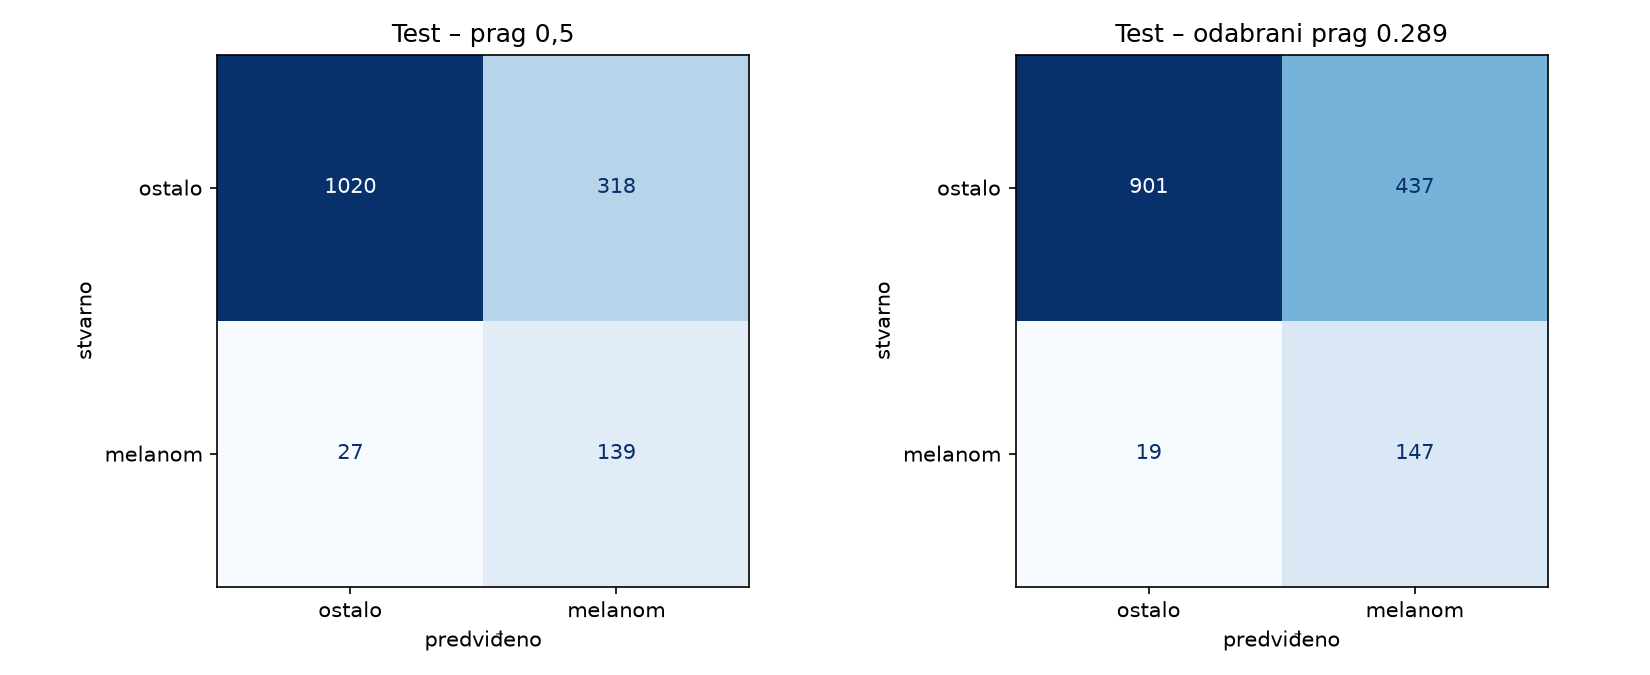 Test – prag 0,5
ostalo
1020
318
stvarno
melanom
27
139
ostalo
melanom
predviđeno
Test – odabrani prag 0.289
ostalo
901
437
stvarno
melanom
19
147
ostalo
melanom
predviđeno